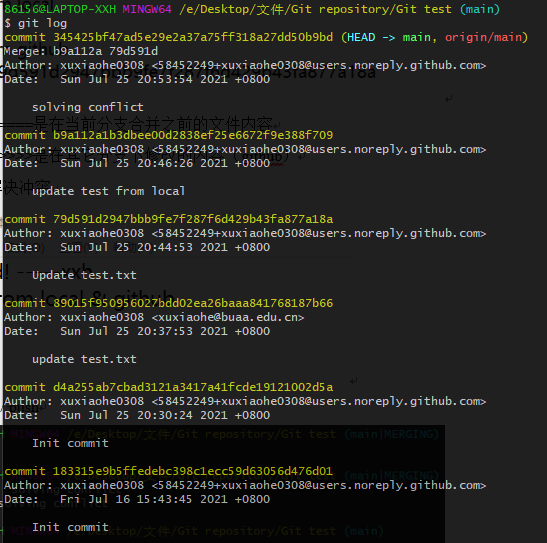 86156@LAPTOP-XXH MINGW64 /e/Desktop/文件/Git repository/Git test (main)
$ git log
commit 345425bf47ad5e29e2a37a75ff318a27dd50b9bd (HEAD -> main, origin/main)
Merge: b9a112a 79d591d
Author: xuxiaohe0308 <58452249+xuxiaohe0308@users.noreply.github.com>
Date:   Sun Jul 25 20:53:54 2021 +0800
solving conflict
commit b9a112a1b3dbee00d2838ef25e6672f9e388f709
Author: xuxiaohe0308 <58452249+xuxiaohe0308@users.noreply.github.com>
Date:   Sun Jul 25 20:46:26 2021 +0800
update test from local
commit 79d591d2947bbb9fe7f287f6d429b43fa877a18a
Author: xuxiaohe0308 <58452249+xuxiaohe0308@users.noreply.github.com>
Date:   Sun Jul 25 20:44:53 2021 +0800
Update test.txt
commit 89015f950956027bdd02ea26baaa841768187b66
Author: xuxiaohe0308 <xuxiaohe@buaa.edu.cn>
Date:   Sun Jul 25 20:37:53 2021 +0800
update test.txt
commit d4a255ab7cbad3121a3417a41fcde19121002d5a
Author: xuxiaohe0308 <58452249+xuxiaohe0308@users.noreply.github.com>
Date:   Sun Jul 25 20:30:24 2021 +0800
Init commit
commit 183315e9b5ffedebc398c1ecc59d63056d476d01
Author: xuxiaohe0308 <58452249+xuxiaohe0308@users.noreply.github.com>
Date:   Fri Jul 16 15:43:45 2021 +0800
Init commit